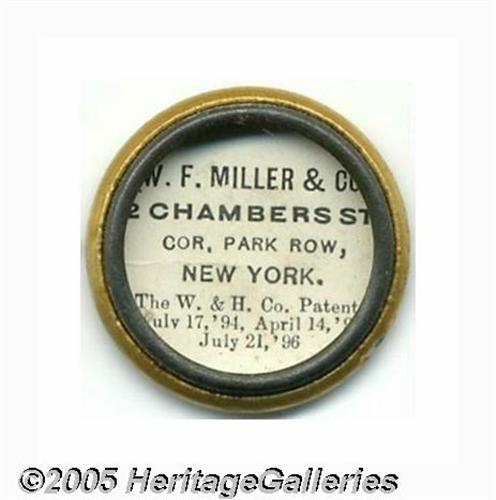 W. F. MILLER & CO
2 CHAMBERS ST
COR. PARK ROW,
NEW YORK.
The W. & H. Co. Patent
July 17,'94, April 14,'9
July 21,'96
©2005 HeritageGalleries